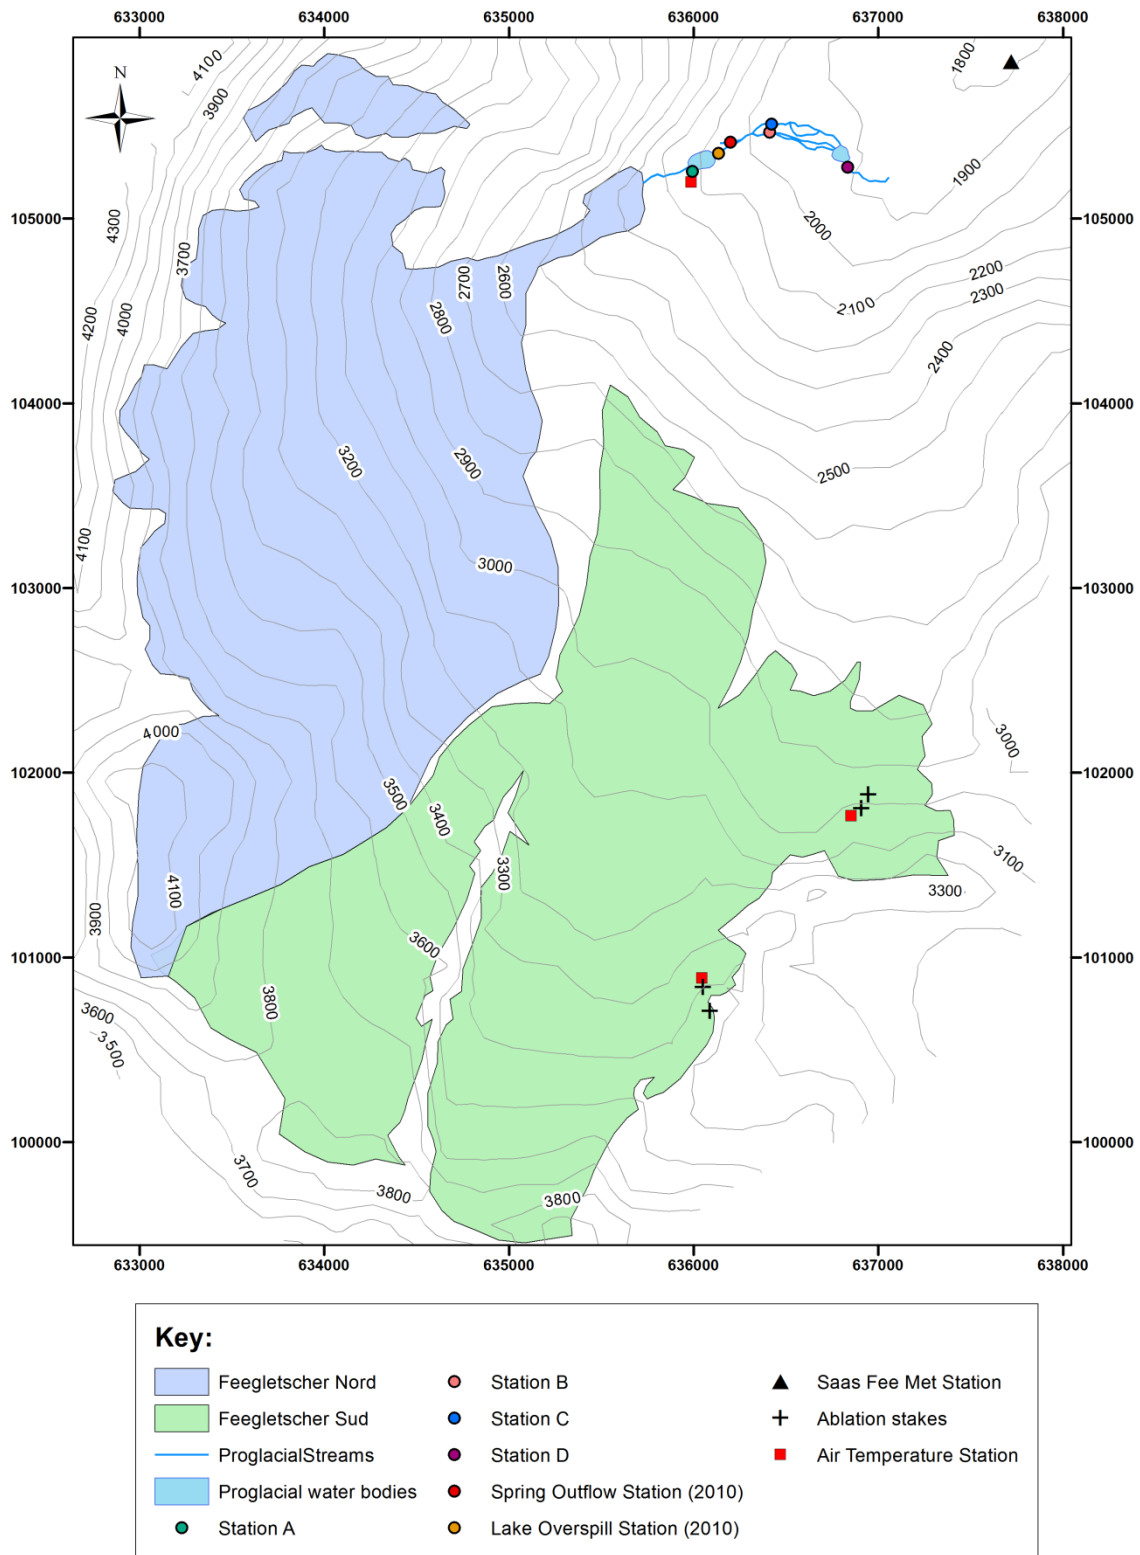 633000 634000 635000 636000 637000 638000
N
4100
3900
1800
1900
105000 105000
4300
3700
2000
2600
2700
2200
2300
2100
2800
4200
4000
2400
104000 104000
3200
2900
2500
4100
3000
103000 103000
3000
4000
102000 102000
3500
3400
3100
3300
3300
4100
3900
3600
101000 101000
3800
3600
3500
100000 100000
3700
3800
3800
633000 634000 635000 636000 637000 638000
Key:
Feegletscher Nord
Feegletscher Sud
ProglacialStreams
Proglacial water bodies
Station A
Station B
Station C
Station D
Spring Outflow Station (2010)
Lake Overspill Station (2010)
Saas Fee Met Station
Ablation stakes
Air Temperature Station